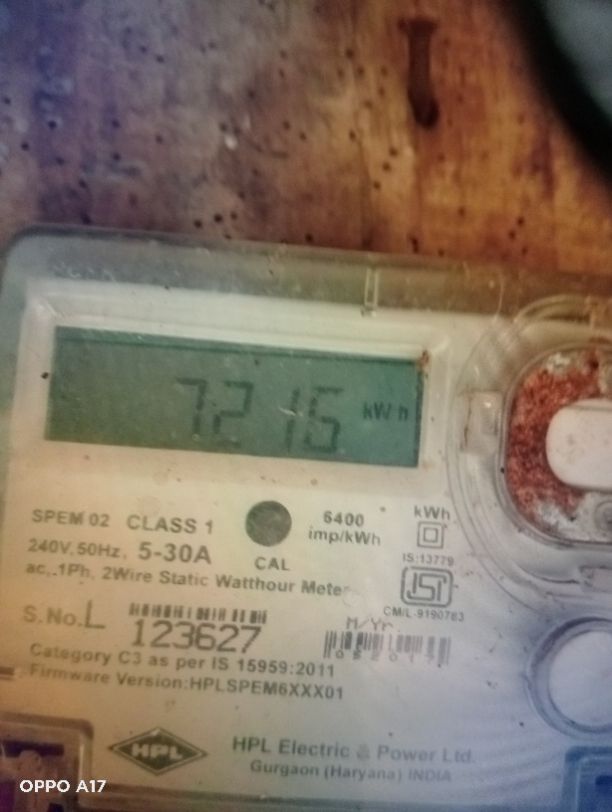 7216 kWh
SPEM 02 CLASS 1
6400 imp/kWh
kWh
240V, 50Hz, 5-30A
CAL
IS:13779
ac, 1Ph, 2Wire Static Watthour Meter
ISI
CM/L-9190783
S.No.L 123627
M/Yr
052017
Category C3 as per IS 15959:2011
Firmware Version:HPLSPEM6XXX01
HPL
HPL Electric & Power Ltd.
Gurgaon (Haryana) INDIA
OPPO A17